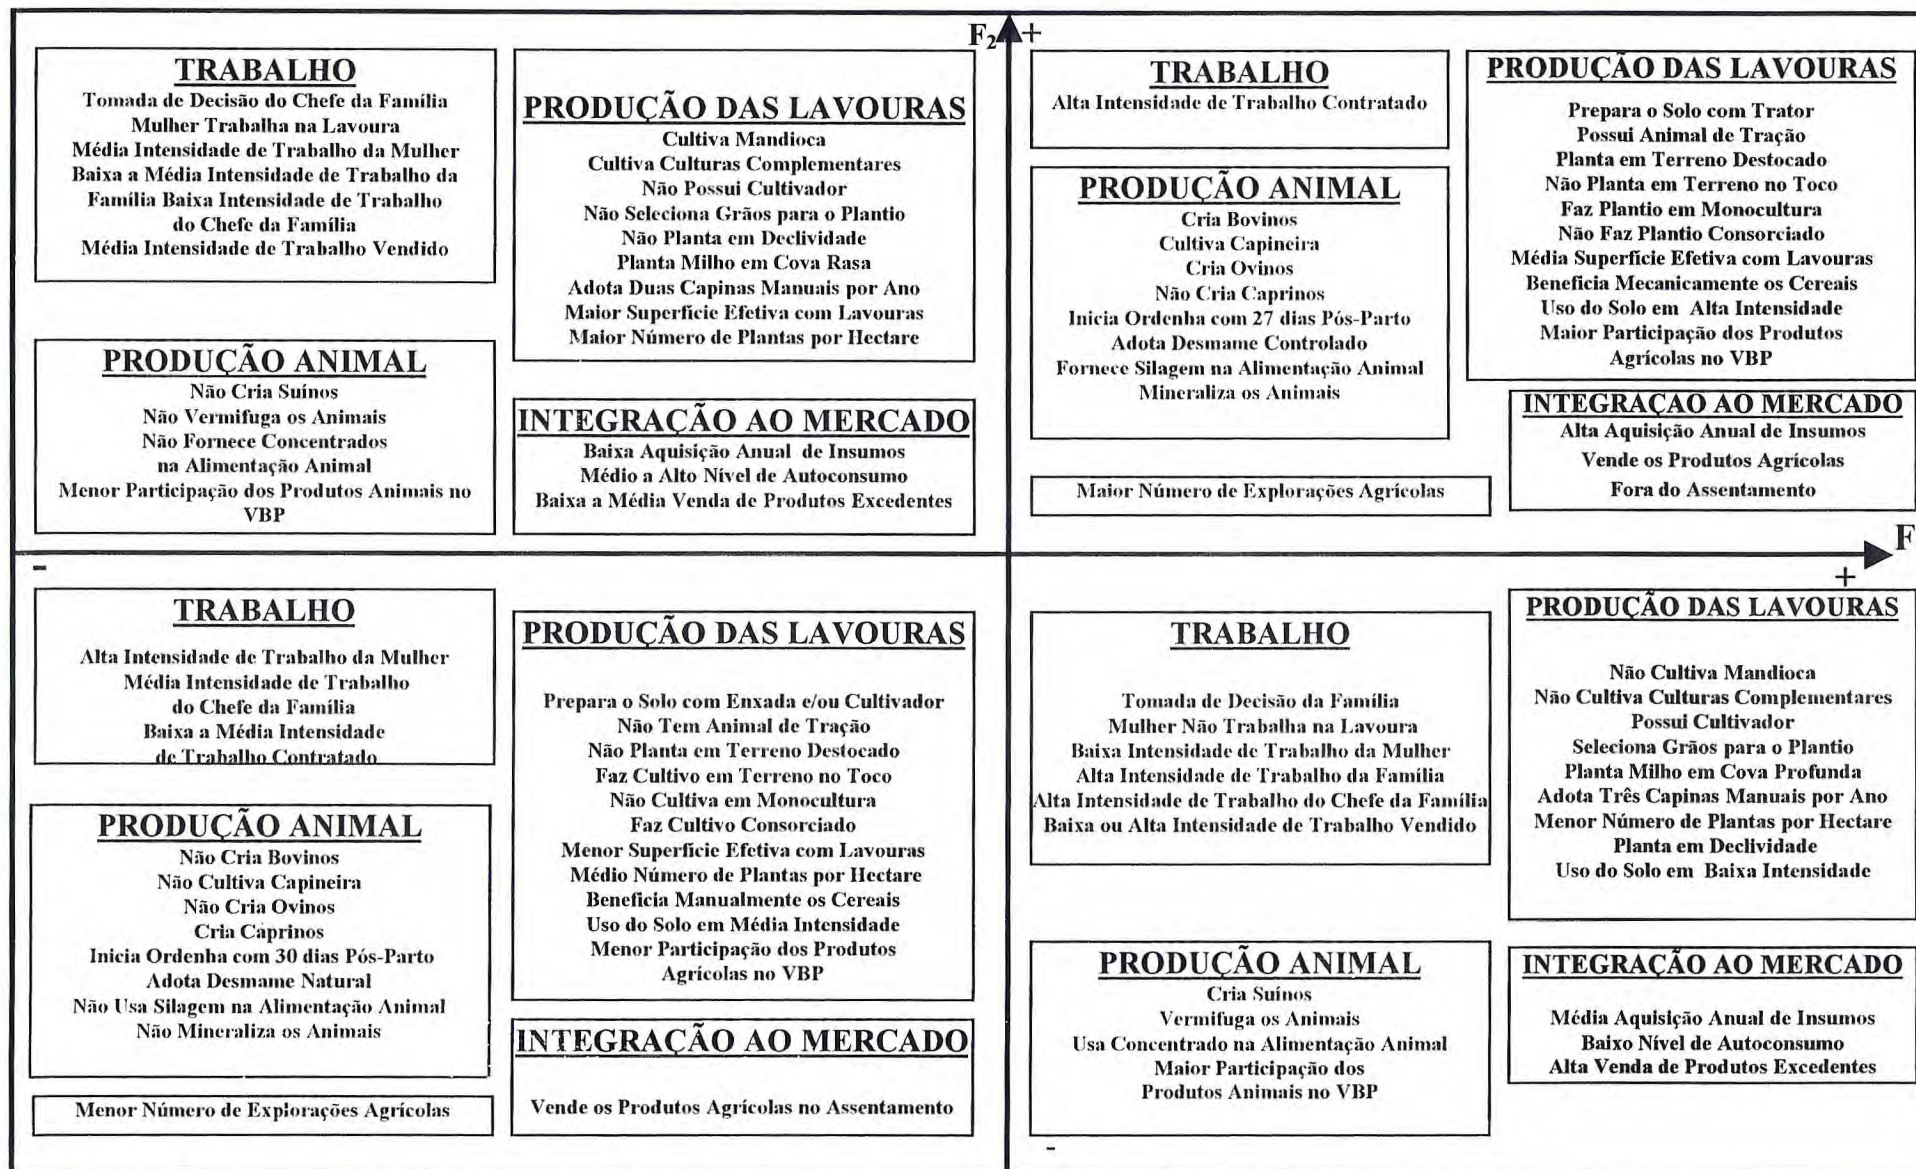 F₂ +
TRABALHO
Tomada de Decisão do Chefe da Família
Mulher Trabalha na Lavoura
Média Intensidade de Trabalho da Mulher
Baixa a Média Intensidade de Trabalho da
Família Baixa Intensidade de Trabalho
do Chefe da Família
Média Intensidade de Trabalho Vendido
PRODUÇÃO ANIMAL
Não Cria Suínos
Não Vermifuga os Animais
Não Fornece Concentrados
na Alimentação Animal
Menor Participação dos Produtos Animais no
VBP
PRODUÇÃO DAS LAVOURAS
Cultiva Mandioca
Cultiva Culturas Complementares
Não Possui Cultivador
Não Seleciona Grãos para o Plantio
Não Planta em Declividade
Planta Milho em Cova Rasa
Adota Duas Capinas Manuais por Ano
Maior Superfície Efetiva com Lavouras
Maior Número de Plantas por Hectare
INTEGRAÇÃO AO MERCADO
Baixa Aquisição Anual de Insumos
Médio a Alto Nível de Autoconsumo
Baixa a Média Venda de Produtos Excedentes
TRABALHO
Alta Intensidade de Trabalho Contratado
PRODUÇÃO ANIMAL
Cria Bovinos
Cultiva Capineira
Cria Ovinos
Não Cria Caprinos
Inicia Ordenha com 27 dias Pós-Parto
Adota Desmame Controlado
Fornece Silagem na Alimentação Animal
Mineraliza os Animais
Maior Número de Explorações Agrícolas
PRODUÇÃO DAS LAVOURAS
Prepara o Solo com Trator
Possui Animal de Tração
Planta em Terreno Destocado
Não Planta em Terreno no Toco
Faz Plantio em Monocultura
Não Faz Plantio Consorciado
Média Superfície Efetiva com Lavouras
Beneficia Mecanicamente os Cereais
Uso do Solo em Alta Intensidade
Maior Participação dos Produtos
Agrícolas no VBP
INTEGRAÇAO AO MERCADO
Alta Aquisição Anual de Insumos
Vende os Produtos Agrícolas
Fora do Assentamento
F
-
+
TRABALHO
Alta Intensidade de Trabalho da Mulher
Média Intensidade de Trabalho
do Chefe da Família
Baixa a Média Intensidade
de Trabalho Contratado
PRODUÇÃO ANIMAL
Não Cria Bovinos
Não Cultiva Capineira
Não Cria Ovinos
Cria Caprinos
Inicia Ordenha com 30 dias Pós-Parto
Adota Desmame Natural
Não Usa Silagem na Alimentação Animal
Não Mineraliza os Animais
Menor Número de Explorações Agrícolas
PRODUÇÃO DAS LAVOURAS
Prepara o Solo com Enxada e/ou Cultivador
Não Tem Animal de Tração
Não Planta em Terreno Destocado
Faz Cultivo em Terreno no Toco
Não Cultiva em Monocultura
Faz Cultivo Consorciado
Menor Superfície Efetiva com Lavouras
Médio Número de Plantas por Hectare
Beneficia Manualmente os Cereais
Uso do Solo em Média Intensidade
Menor Participação dos Produtos
Agrícolas no VBP
INTEGRAÇÃO AO MERCADO
Vende os Produtos Agrícolas no Assentamento
TRABALHO
Tomada de Decisão da Família
Mulher Não Trabalha na Lavoura
Baixa Intensidade de Trabalho da Mulher
Alta Intensidade de Trabalho da Família
Alta Intensidade de Trabalho do Chefe da Família
Baixa ou Alta Intensidade de Trabalho Vendido
PRODUÇÃO ANIMAL
Cria Suínos
Vermifuga os Animais
Usa Concentrado na Alimentação Animal
Maior Participação dos
Produtos Animais no VBP
PRODUÇÃO DAS LAVOURAS
Não Cultiva Mandioca
Não Cultiva Culturas Complementares
Possui Cultivador
Seleciona Grãos para o Plantio
Planta Milho em Cova Profunda
Adota Três Capinas Manuais por Ano
Menor Número de Plantas por Hectare
Planta em Declividade
Uso do Solo em Baixa Intensidade
INTEGRAÇÃO AO MERCADO
Média Aquisição Anual de Insumos
Baixo Nível de Autoconsumo
Alta Venda de Produtos Excedentes
-